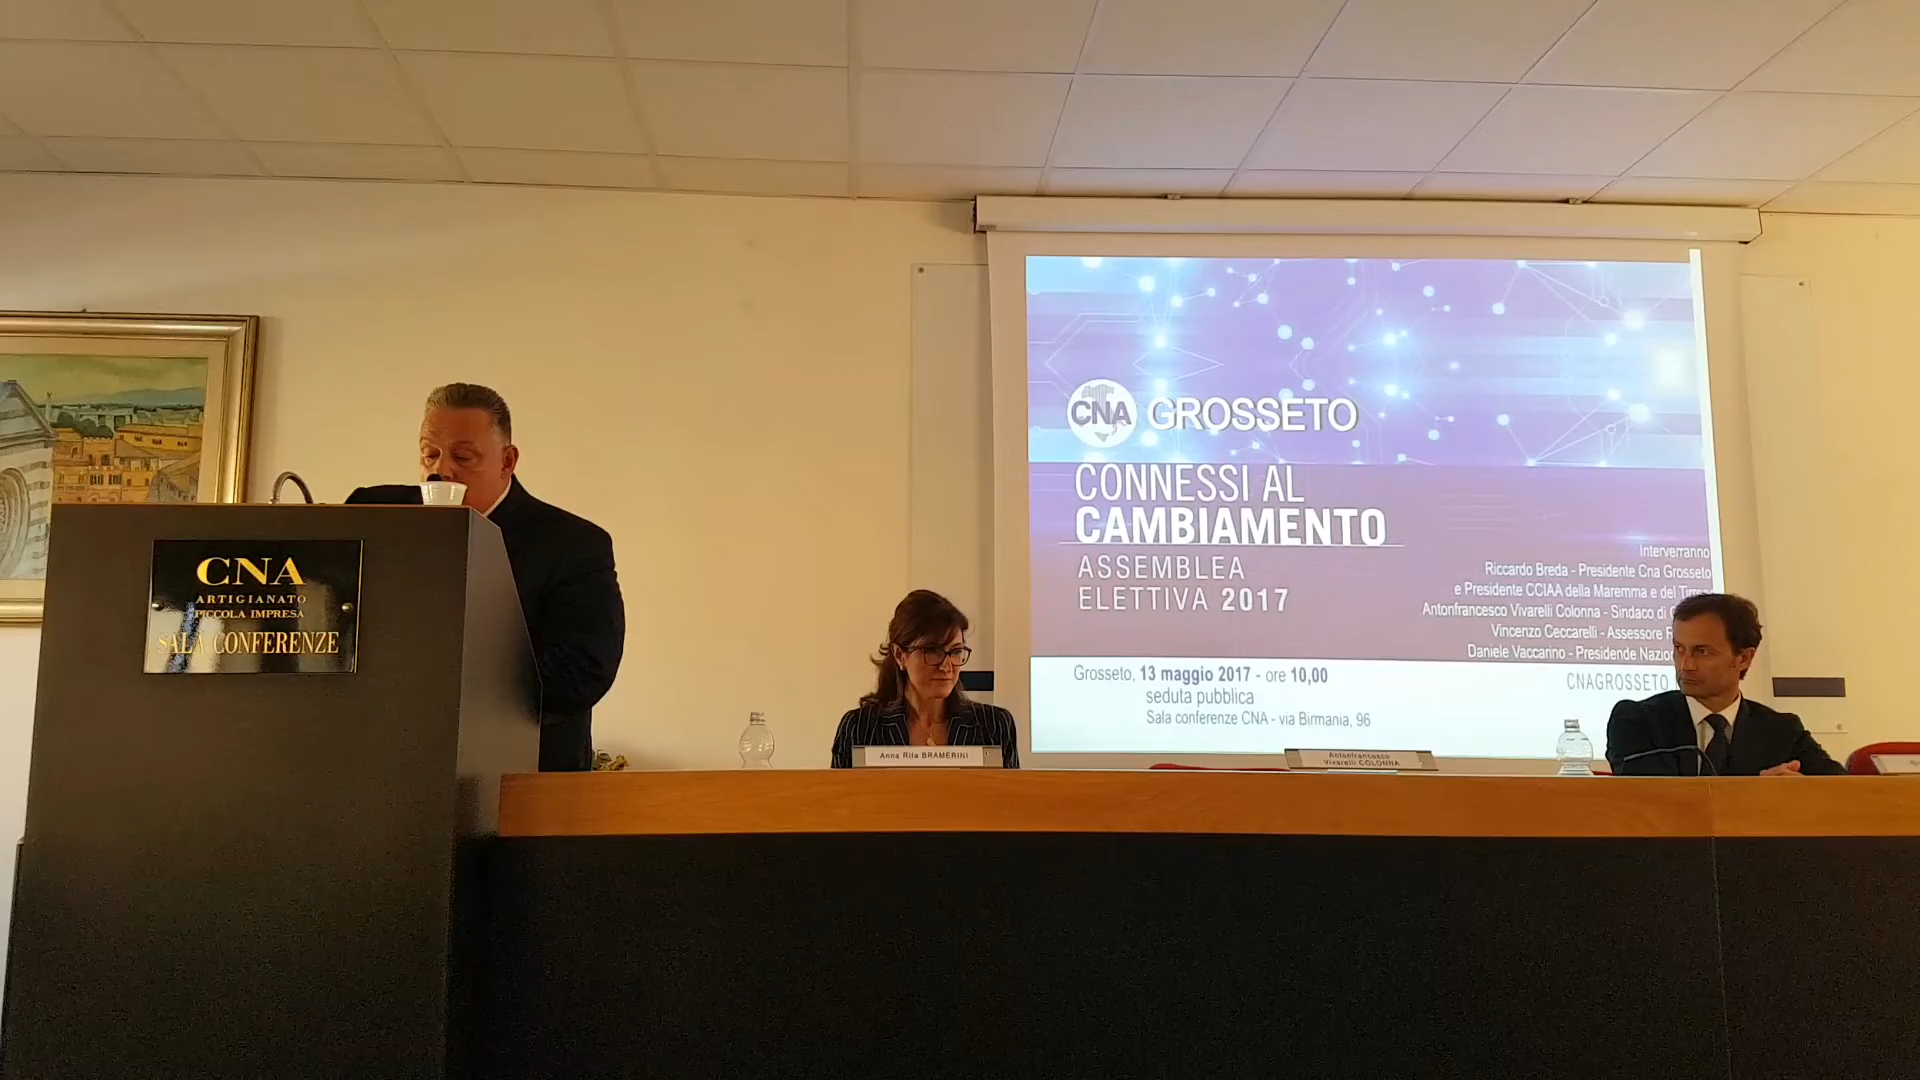 CNA
ARTIGIANATO
PICCOLA IMPRESA
SALA CONFERENZE
CNA GROSSETO
CONNESSI AL
CAMBIAMENTO
ASSEMBLEA
ELETTIVA 2017
Interverranno
Riccardo Breda - Presidente Cna Grosseto
e Presidente CCIAA della Maremma e del
Antonfrancesco Vivarelli Colonna - Sindaco di
Vincenzo Ceccarelli - Assessore
Daniele Vaccarino - Presidende
Grosseto, 13 maggio 2017 - ore 10,00
seduta pubblica
Sala conferenze CNA - via Birmania, 96
CNAGROSSETO
Anna Rita BRAMERINI
Antonfrancesco
Vivarelli COLONNA